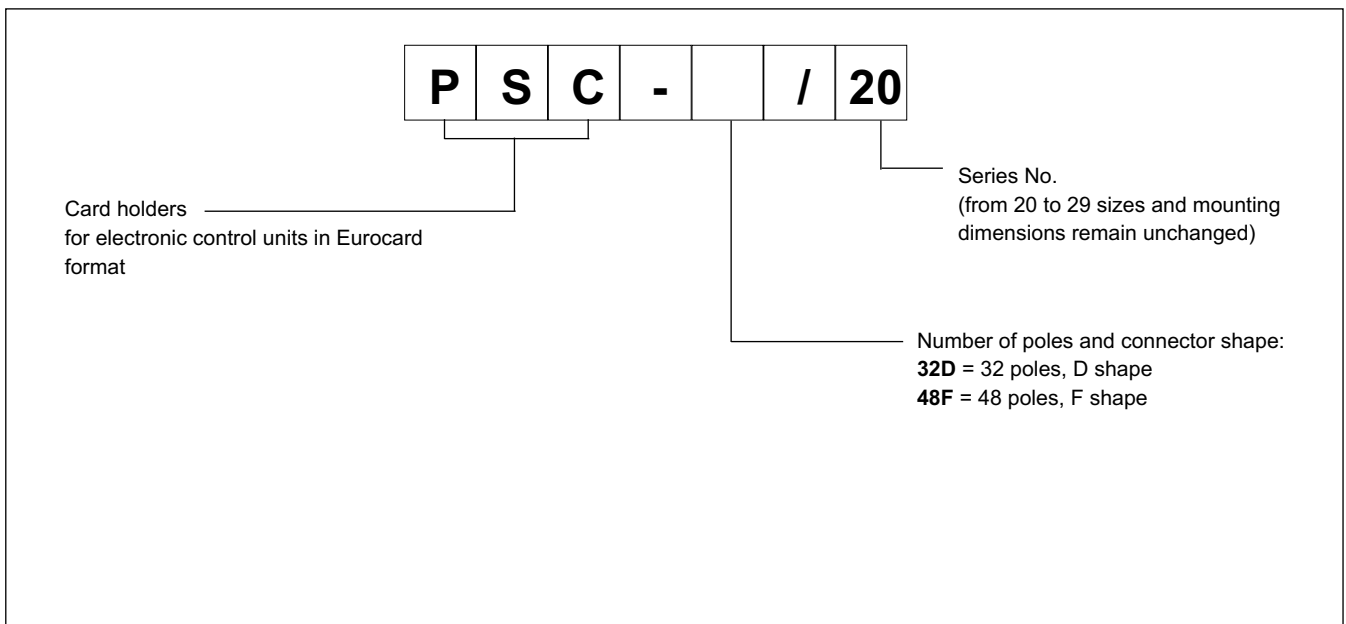 P S C - / 20
Card holders
for electronic control units in Eurocard
format
Series No.
(from 20 to 29 sizes and mounting
dimensions remain unchanged)
Number of poles and connector shape:
32D = 32 poles, D shape
48F = 48 poles, F shape